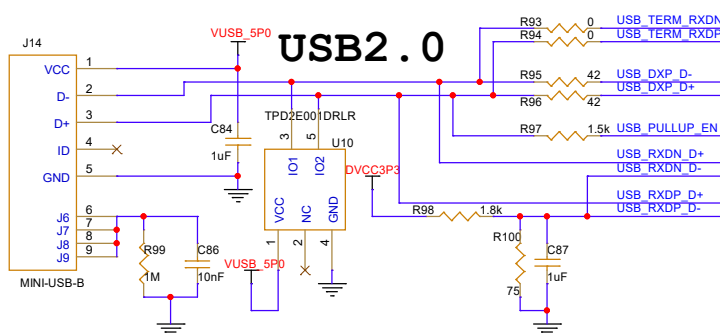 USB2.0
J14
VCC 1
D- 2
D+ 3
ID 4
GND 5
J6 6
J7 7
J8 8
J9 9
MINI-USB-B
VUSB_5P0
C84
1uF
R99
1M
C86
10nF
TPD2E001DRLR
U10
3 5
IO1 IO2
VCC NC GND
1 2 4
VUSB_5P0
DVCC3P3
R93 0 USB_TERM_RXDN
R94 0 USB_TERM_RXDP
R95 42 USB_DXP_D-
R96 42 USB_DXP_D+
R97 1.5k USB_PULLUP_EN
USB_RXDN_D+
USB_RXDN_D-
USB_RXDP_D+
USB_RXDP_D-
R98 1.8k
R100
75
C87
1uF